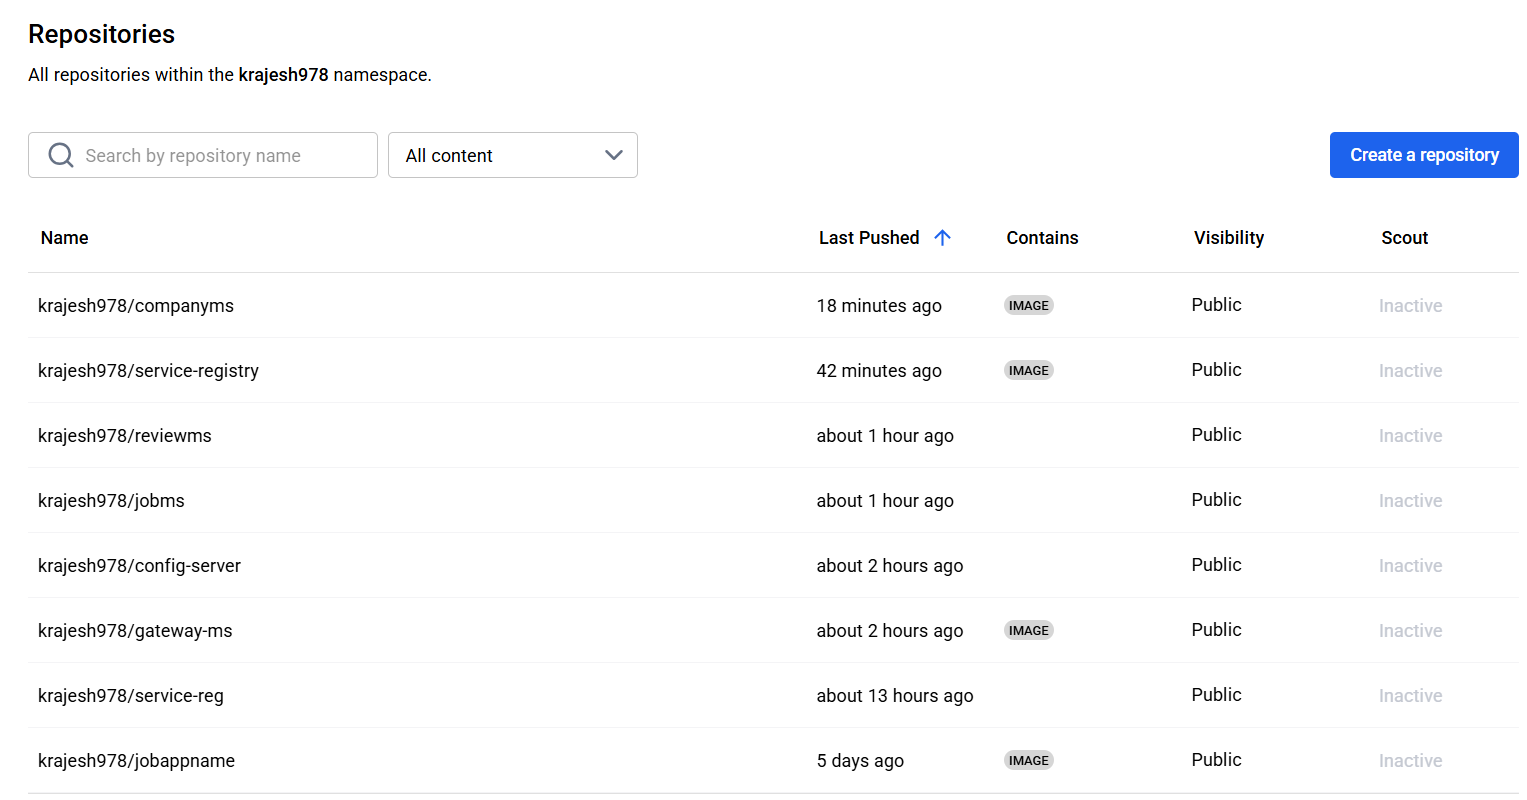 Repositories
All repositories within the krajesh978 namespace.
Search by repository name All content Create a repository
Name Last Pushed Contains Visibility Scout
krajesh978/companyms 18 minutes ago IMAGE Public Inactive
krajesh978/service-registry 42 minutes ago IMAGE Public Inactive
krajesh978/reviewms about 1 hour ago Public Inactive
krajesh978/jobms about 1 hour ago Public Inactive
krajesh978/config-server about 2 hours ago Public Inactive
krajesh978/gateway-ms about 2 hours ago IMAGE Public Inactive
krajesh978/service-reg about 13 hours ago Public Inactive
krajesh978/jobappname 5 days ago IMAGE Public Inactive